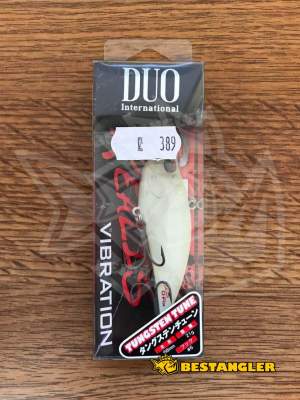 DUO
International
£ 389
VIBRATION
TUNGSTEN TUNE
タングステンチューン
BESTANGLER